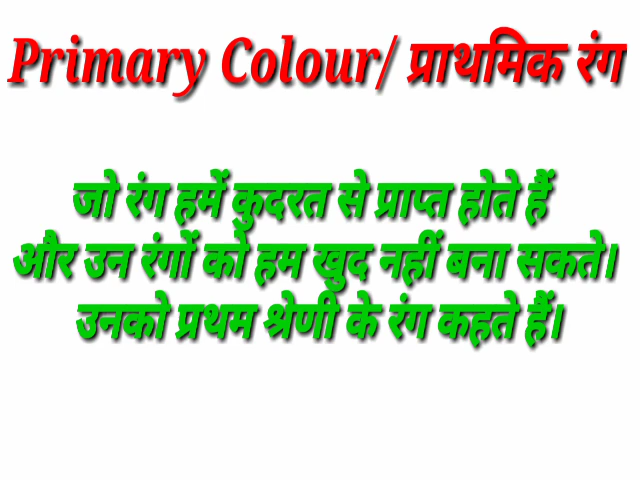 Primary Colour/ प्राथमिक रंग
जो रंग हमें कुदरत से प्राप्त होते हैं
और उन रंगों को हम खुद नहीं बना सकते।
उनको प्रथम श्रेणी के रंग कहते हैं।